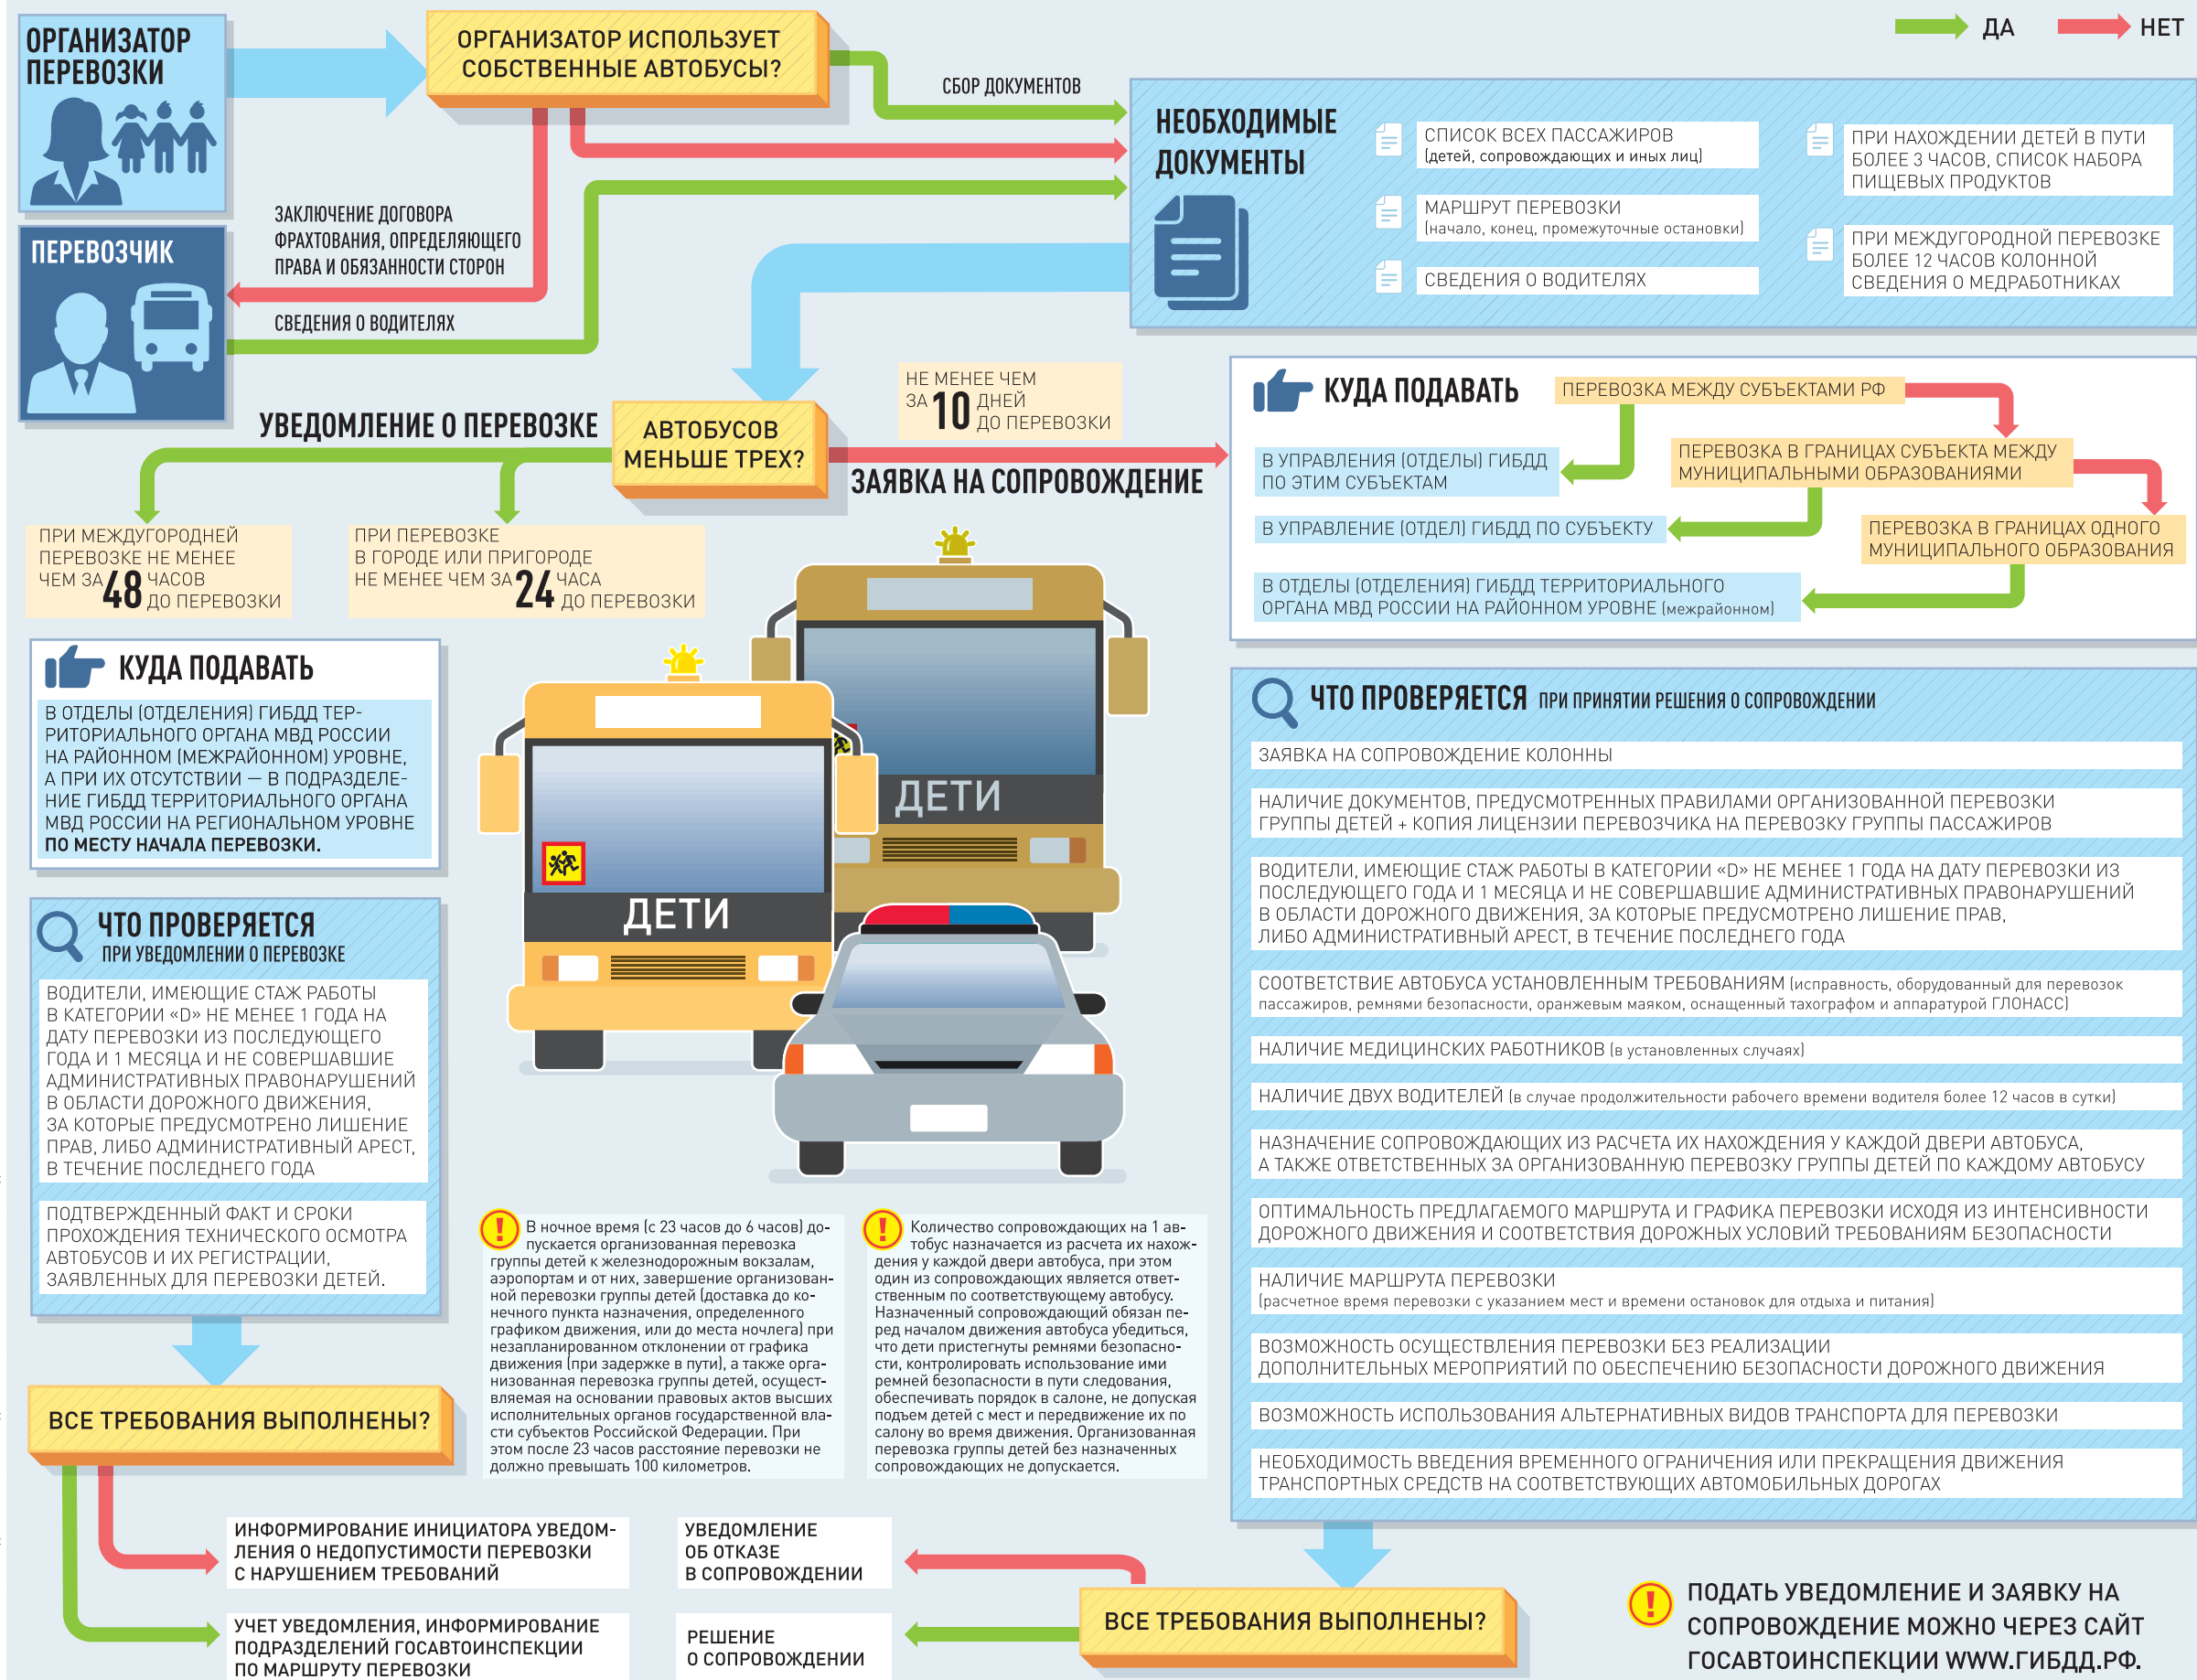 ОРГАНИЗАТОР
ПЕРЕВОЗКИ
ОРГАНИЗАТОР ИСПОЛЬЗУЕТ
СОБСТВЕННЫЕ АВТОБУСЫ?
ДА
НЕТ
СБОР ДОКУМЕНТОВ
НЕОБХОДИМЫЕ
ДОКУМЕНТЫ
СПИСОК ВСЕХ ПАССАЖИРОВ
(детей, сопровождающих и иных лиц)
МАРШРУТ ПЕРЕВОЗКИ
(начало, конец, промежуточные остановки)
СВЕДЕНИЯ О ВОДИТЕЛЯХ
ПРИ НАХОЖДЕНИИ ДЕТЕЙ В ПУТИ
БОЛЕЕ 3 ЧАСОВ, СПИСОК НАБОРА
ПИЩЕВЫХ ПРОДУКТОВ
ПРИ МЕЖДУГОРОДНОЙ ПЕРЕВОЗКЕ
БОЛЕЕ 12 ЧАСОВ КОЛОННОЙ
СВЕДЕНИЯ О МЕДРАБОТНИКАХ
ПЕРЕВОЗЧИК
ЗАКЛЮЧЕНИЕ ДОГОВОРА
ФРАХТОВАНИЯ, ОПРЕДЕЛЯЮЩЕГО
ПРАВА И ОБЯЗАННОСТИ СТОРОН
СВЕДЕНИЯ О ВОДИТЕЛЯХ
УВЕДОМЛЕНИЕ О ПЕРЕВОЗКЕ
АВТОБУСОВ
МЕНЬШЕ ТРЕХ?
НЕ МЕНЕЕ ЧЕМ
ЗА 10 ДНЕЙ
ДО ПЕРЕВОЗКИ
ЗАЯВКА НА СОПРОВОЖДЕНИЕ
ПРИ МЕЖДУГОРОДНЕЙ
ПЕРЕВОЗКЕ НЕ МЕНЕЕ
ЧЕМ ЗА 48 ЧАСОВ
ДО ПЕРЕВОЗКИ
ПРИ ПЕРЕВОЗКЕ
В ГОРОДЕ ИЛИ ПРИГОРОДЕ
НЕ МЕНЕЕ ЧЕМ ЗА 24 ЧАСА
ДО ПЕРЕВОЗКИ
КУДА ПОДАВАТЬ
ПЕРЕВОЗКА МЕЖДУ СУБЪЕКТАМИ РФ
В УПРАВЛЕНИЯ (ОТДЕЛЫ) ГИБДД
ПО ЭТИМ СУБЪЕКТАМ
ПЕРЕВОЗКА В ГРАНИЦАХ СУБЪЕКТА МЕЖДУ
МУНИЦИПАЛЬНЫМИ ОБРАЗОВАНИЯМИ
В УПРАВЛЕНИЕ (ОТДЕЛ) ГИБДД ПО СУБЪЕКТУ
ПЕРЕВОЗКА В ГРАНИЦАХ ОДНОГО
МУНИЦИПАЛЬНОГО ОБРАЗОВАНИЯ
В ОТДЕЛЫ (ОТДЕЛЕНИЯ) ГИБДД ТЕРРИТОРИАЛЬНОГО
ОРГАНА МВД РОССИИ НА РАЙОННОМ УРОВНЕ (межрайонном)
КУДА ПОДАВАТЬ
В ОТДЕЛЫ (ОТДЕЛЕНИЯ) ГИБДД ТЕР-
РИТОРИАЛЬНОГО ОРГАНА МВД РОССИИ
НА РАЙОННОМ (МЕЖРАЙОННОМ) УРОВНЕ,
А ПРИ ИХ ОТСУТСТВИИ — В ПОДРАЗДЕЛЕ-
НИЕ ГИБДД ТЕРРИТОРИАЛЬНОГО ОРГАНА
МВД РОССИИ НА РЕГИОНАЛЬНОМ УРОВНЕ
ПО МЕСТУ НАЧАЛА ПЕРЕВОЗКИ.
ЧТО ПРОВЕРЯЕТСЯ
ПРИ УВЕДОМЛЕНИИ О ПЕРЕВОЗКЕ
ВОДИТЕЛИ, ИМЕЮЩИЕ СТАЖ РАБОТЫ
В КАТЕГОРИИ «D» НЕ МЕНЕЕ 1 ГОДА НА
ДАТУ ПЕРЕВОЗКИ ИЗ ПОСЛЕДУЮЩЕГО
ГОДА И 1 МЕСЯЦА И НЕ СОВЕРШАВШИЕ
АДМИНИСТРАТИВНЫХ ПРАВОНАРУШЕНИЙ
В ОБЛАСТИ ДОРОЖНОГО ДВИЖЕНИЯ,
ЗА КОТОРЫЕ ПРЕДУСМОТРЕНО ЛИШЕНИЕ
ПРАВ, ЛИБО АДМИНИСТРАТИВНЫЙ АРЕСТ,
В ТЕЧЕНИЕ ПОСЛЕДНЕГО ГОДА
ПОДТВЕРЖДЕННЫЙ ФАКТ И СРОКИ
ПРОХОЖДЕНИЯ ТЕХНИЧЕСКОГО ОСМОТРА
АВТОБУСОВ И ИХ РЕГИСТРАЦИИ,
ЗАЯВЛЕННЫХ ДЛЯ ПЕРЕВОЗКИ ДЕТЕЙ.
ДЕТИ
ДЕТИ
! В ночное время (с 23 часов до 6 часов) до-
пускается организованная перевозка
группы детей к железнодорожным вокзалам,
аэропортам и от них, завершение организован-
ной перевозки группы детей (доставка до ко-
нечного пункта назначения, определенного
графиком движения, или до места ночлега) при
незапланированном отклонении от графика
движения (при задержке в пути), а также орга-
низованная перевозка группы детей, осущест-
вляемая на основании правовых актов высших
исполнительных органов государственной вла-
сти субъектов Российской Федерации. При
этом после 23 часов расстояние перевозки не
должно превышать 100 километров.
! Количество сопровождающих на 1 ав-
тобус назначается из расчета их нахож-
дения у каждой двери автобуса, при этом
один из сопровождающих является ответ-
ственным по соответствующему автобусу.
Назначенный сопровождающий обязан пе-
ред началом движения автобуса убедиться,
что дети пристегнуты ремнями безопасно-
сти, контролировать использование ими
ремней безопасности в пути следования,
обеспечивать порядок в салоне, не допуская
подъем детей с мест и передвижение их по
салону во время движения. Организованная
перевозка группы детей без назначенных
сопровождающих не допускается.
ЧТО ПРОВЕРЯЕТСЯ ПРИ ПРИНЯТИИ РЕШЕНИЯ О СОПРОВОЖДЕНИИ
ЗАЯВКА НА СОПРОВОЖДЕНИЕ КОЛОННЫ
НАЛИЧИЕ ДОКУМЕНТОВ, ПРЕДУСМОТРЕННЫХ ПРАВИЛАМИ ОРГАНИЗОВАННОЙ ПЕРЕВОЗКИ
ГРУППЫ ДЕТЕЙ + КОПИЯ ЛИЦЕНЗИИ ПЕРЕВОЗЧИКА НА ПЕРЕВОЗКУ ГРУППЫ ПАССАЖИРОВ
ВОДИТЕЛИ, ИМЕЮЩИЕ СТАЖ РАБОТЫ В КАТЕГОРИИ «D» НЕ МЕНЕЕ 1 ГОДА НА ДАТУ ПЕРЕВОЗКИ ИЗ
ПОСЛЕДУЮЩЕГО ГОДА И 1 МЕСЯЦА И НЕ СОВЕРШАВШИЕ АДМИНИСТРАТИВНЫХ ПРАВОНАРУШЕНИЙ
В ОБЛАСТИ ДОРОЖНОГО ДВИЖЕНИЯ, ЗА КОТОРЫЕ ПРЕДУСМОТРЕНО ЛИШЕНИЕ ПРАВ,
ЛИБО АДМИНИСТРАТИВНЫЙ АРЕСТ, В ТЕЧЕНИЕ ПОСЛЕДНЕГО ГОДА
СООТВЕТСТВИЕ АВТОБУСА УСТАНОВЛЕННЫМ ТРЕБОВАНИЯМ (исправность, оборудованный для перевозок
пассажиров, ремнями безопасности, оранжевым маяком, оснащенный тахографом и аппаратурой ГЛОНАСС)
НАЛИЧИЕ МЕДИЦИНСКИХ РАБОТНИКОВ (в установленных случаях)
НАЛИЧИЕ ДВУХ ВОДИТЕЛЕЙ (в случае продолжительности рабочего времени водителя более 12 часов в сутки)
НАЗНАЧЕНИЕ СОПРОВОЖДАЮЩИХ ИЗ РАСЧЕТА ИХ НАХОЖДЕНИЯ У КАЖДОЙ ДВЕРИ АВТОБУСА,
А ТАКЖЕ ОТВЕТСТВЕННЫХ ЗА ОРГАНИЗОВАННУЮ ПЕРЕВОЗКУ ГРУППЫ ДЕТЕЙ ПО КАЖДОМУ АВТОБУСУ
ОПТИМАЛЬНОСТЬ ПРЕДЛАГАЕМОГО МАРШРУТА И ГРАФИКА ПЕРЕВОЗКИ ИСХОДЯ ИЗ ИНТЕНСИВНОСТИ
ДОРОЖНОГО ДВИЖЕНИЯ И СООТВЕТСТВИЯ ДОРОЖНЫХ УСЛОВИЙ ТРЕБОВАНИЯМ БЕЗОПАСНОСТИ
НАЛИЧИЕ МАРШРУТА ПЕРЕВОЗКИ
(расчетное время перевозки с указанием мест и времени остановок для отдыха и питания)
ВОЗМОЖНОСТЬ ОСУЩЕСТВЛЕНИЯ ПЕРЕВОЗКИ БЕЗ РЕАЛИЗАЦИИ
ДОПОЛНИТЕЛЬНЫХ МЕРОПРИЯТИЙ ПО ОБЕСПЕЧЕНИЮ БЕЗОПАСНОСТИ ДОРОЖНОГО ДВИЖЕНИЯ
ВОЗМОЖНОСТЬ ИСПОЛЬЗОВАНИЯ АЛЬТЕРНАТИВНЫХ ВИДОВ ТРАНСПОРТА ДЛЯ ПЕРЕВОЗКИ
НЕОБХОДИМОСТЬ ВВЕДЕНИЯ ВРЕМЕННОГО ОГРАНИЧЕНИЯ ИЛИ ПРЕКРАЩЕНИЯ ДВИЖЕНИЯ
ТРАНСПОРТНЫХ СРЕДСТВ НА СООТВЕТСТВУЮЩИХ АВТОМОБИЛЬНЫХ ДОРОГАХ
ВСЕ ТРЕБОВАНИЯ ВЫПОЛНЕНЫ?
ИНФОРМИРОВАНИЕ ИНИЦИАТОРА УВЕДОМ-
ЛЕНИЯ О НЕДОПУСТИМОСТИ ПЕРЕВОЗКИ
С НАРУШЕНИЕМ ТРЕБОВАНИЙ
УЧЕТ УВЕДОМЛЕНИЯ, ИНФОРМИРОВАНИЕ
ПОДРАЗДЕЛЕНИЙ ГОСАВТОИНСПЕКЦИИ
ПО МАРШРУТУ ПЕРЕВОЗКИ
УВЕДОМЛЕНИЕ
ОБ ОТКАЗЕ
В СОПРОВОЖДЕНИИ
РЕШЕНИЕ
О СОПРОВОЖДЕНИИ
ВСЕ ТРЕБОВАНИЯ ВЫПОЛНЕНЫ?
! ПОДАТЬ УВЕДОМЛЕНИЕ И ЗАЯВКУ НА
СОПРОВОЖДЕНИЕ МОЖНО ЧЕРЕЗ САЙТ
ГОСАВТОИНСПЕКЦИИ WWW.ГИБДД.РФ.